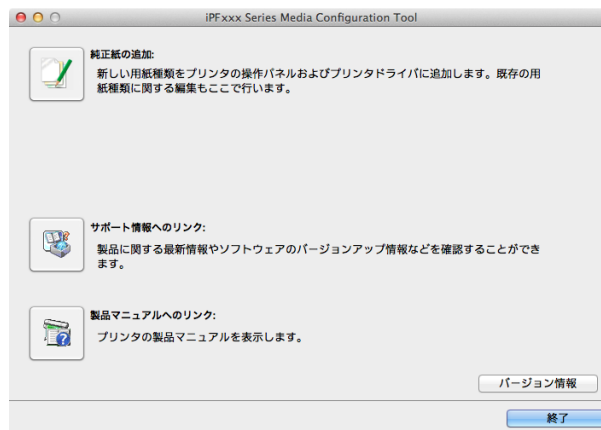 iPFxxx Series Media Configuration Tool
純正紙の追加:
新しい用紙種類をプリンタの操作パネルおよびプリンタドライバに追加します。既存の用
紙種類に関する編集もここで行います。
サポート情報へのリンク:
製品に関する最新情報やソフトウェアのバージョンアップ情報などを確認することができ
ます。
製品マニュアルへのリンク:
プリンタの製品マニュアルを表示します。
バージョン情報
終了